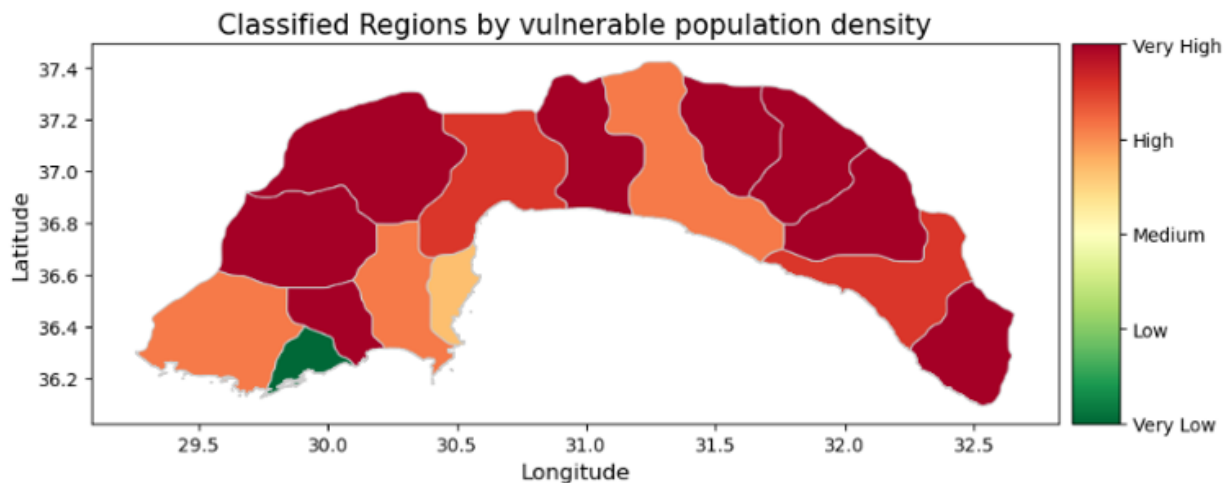 Classified Regions by vulnerable population density
37.4
37.2
37.0
36.8
36.6
36.4
36.2
Latitude
29.5
30.0
30.5
31.0
31.5
32.0
32.5
Longitude
Very High
High
Medium
Low
Very Low